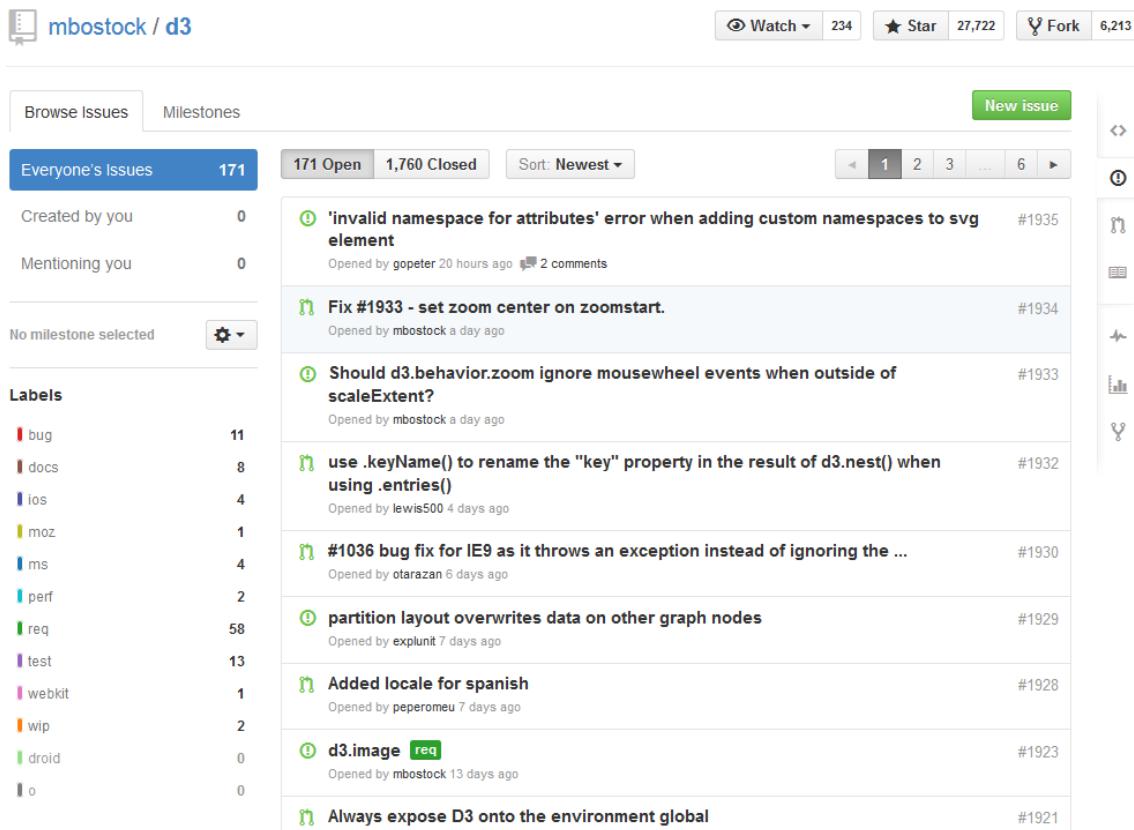 mbostock / d3
Watch 234 Star 27,722 Fork 6,213
Browse Issues Milestones New issue
Everyone's Issues 171
Created by you 0
Mentioning you 0
No milestone selected
Labels
bug 11
docs 8
ios 4
moz 1
ms 4
perf 2
req 58
test 13
webkit 1
wip 2
droid 0
o 0
171 Open 1,760 Closed Sort: Newest 1 2 3 ... 6
'invalid namespace for attributes' error when adding custom namespaces to svg #1935
element
Opened by gopeter 20 hours ago 2 comments
Fix #1933 - set zoom center on zoomstart. #1934
Opened by mbostock a day ago
Should d3.behavior.zoom ignore mousewheel events when outside of #1933
scaleExtent?
Opened by mbostock a day ago
use .keyName() to rename the "key" property in the result of d3.nest() when #1932
using .entries()
Opened by lewis500 4 days ago
#1036 bug fix for IE9 as it throws an exception instead of ignoring the ... #1930
Opened by otarazan 6 days ago
partition layout overwrites data on other graph nodes #1929
Opened by explunit 7 days ago
Added locale for spanish #1928
Opened by peperomeu 7 days ago
d3.image req #1923
Opened by mbostock 13 days ago
Always expose D3 onto the environment global #1921